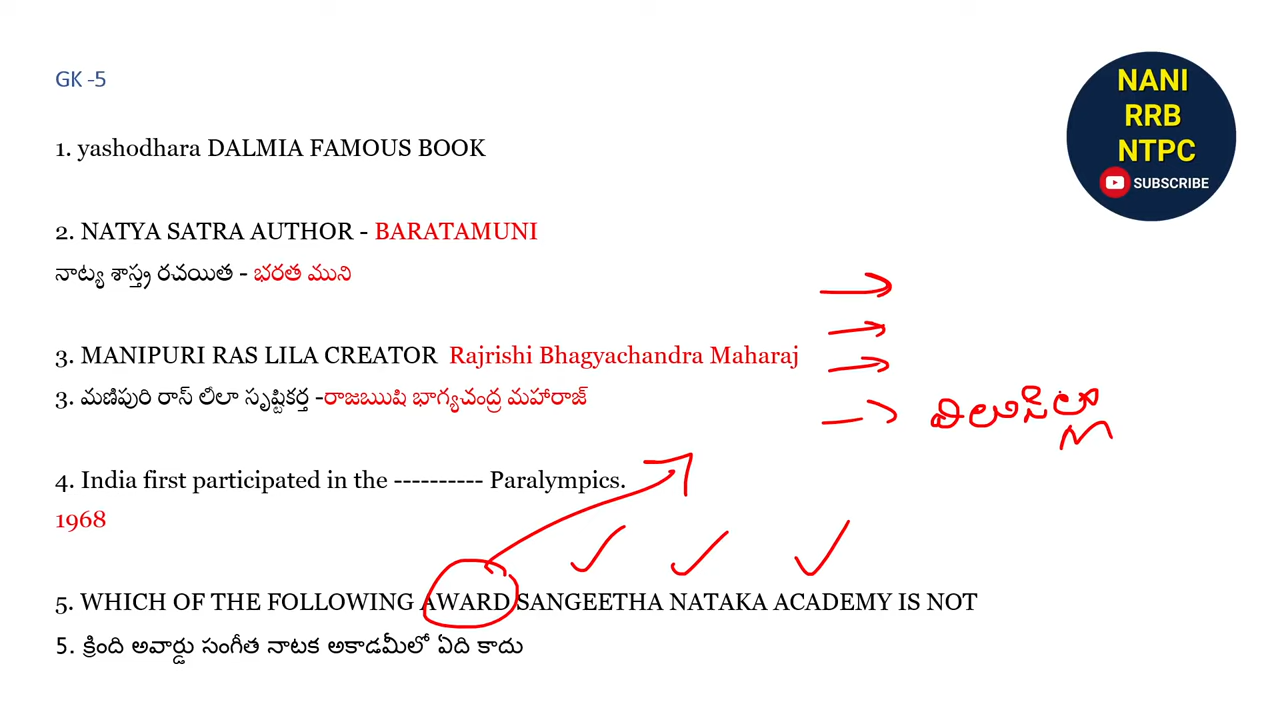 GK -5
NANI
RRB
NTPC
SUBSCRIBE
1. yashodhara DALMIA FAMOUS BOOK
2. NATYA SATRA AUTHOR - BARATAMUNI
నాట్య శాస్త్ర రచయిత - భరత ముని
3. MANIPURI RAS LILA CREATOR Rajrishi Bhagyachandra Maharaj
3. మణిపురి రాస్ లీలా సృష్టికర్త -రాజఋషి భాగ్యచంద్ర మహారాజ్
4. India first participated in the ---------- Paralympics.
1968
5. WHICH OF THE FOLLOWING AWARD SANGEETHA NATAKA ACADEMY IS NOT
5. క్రింది అవార్డు సంగీత నాటక అకాడమీలో ఏది కాదు